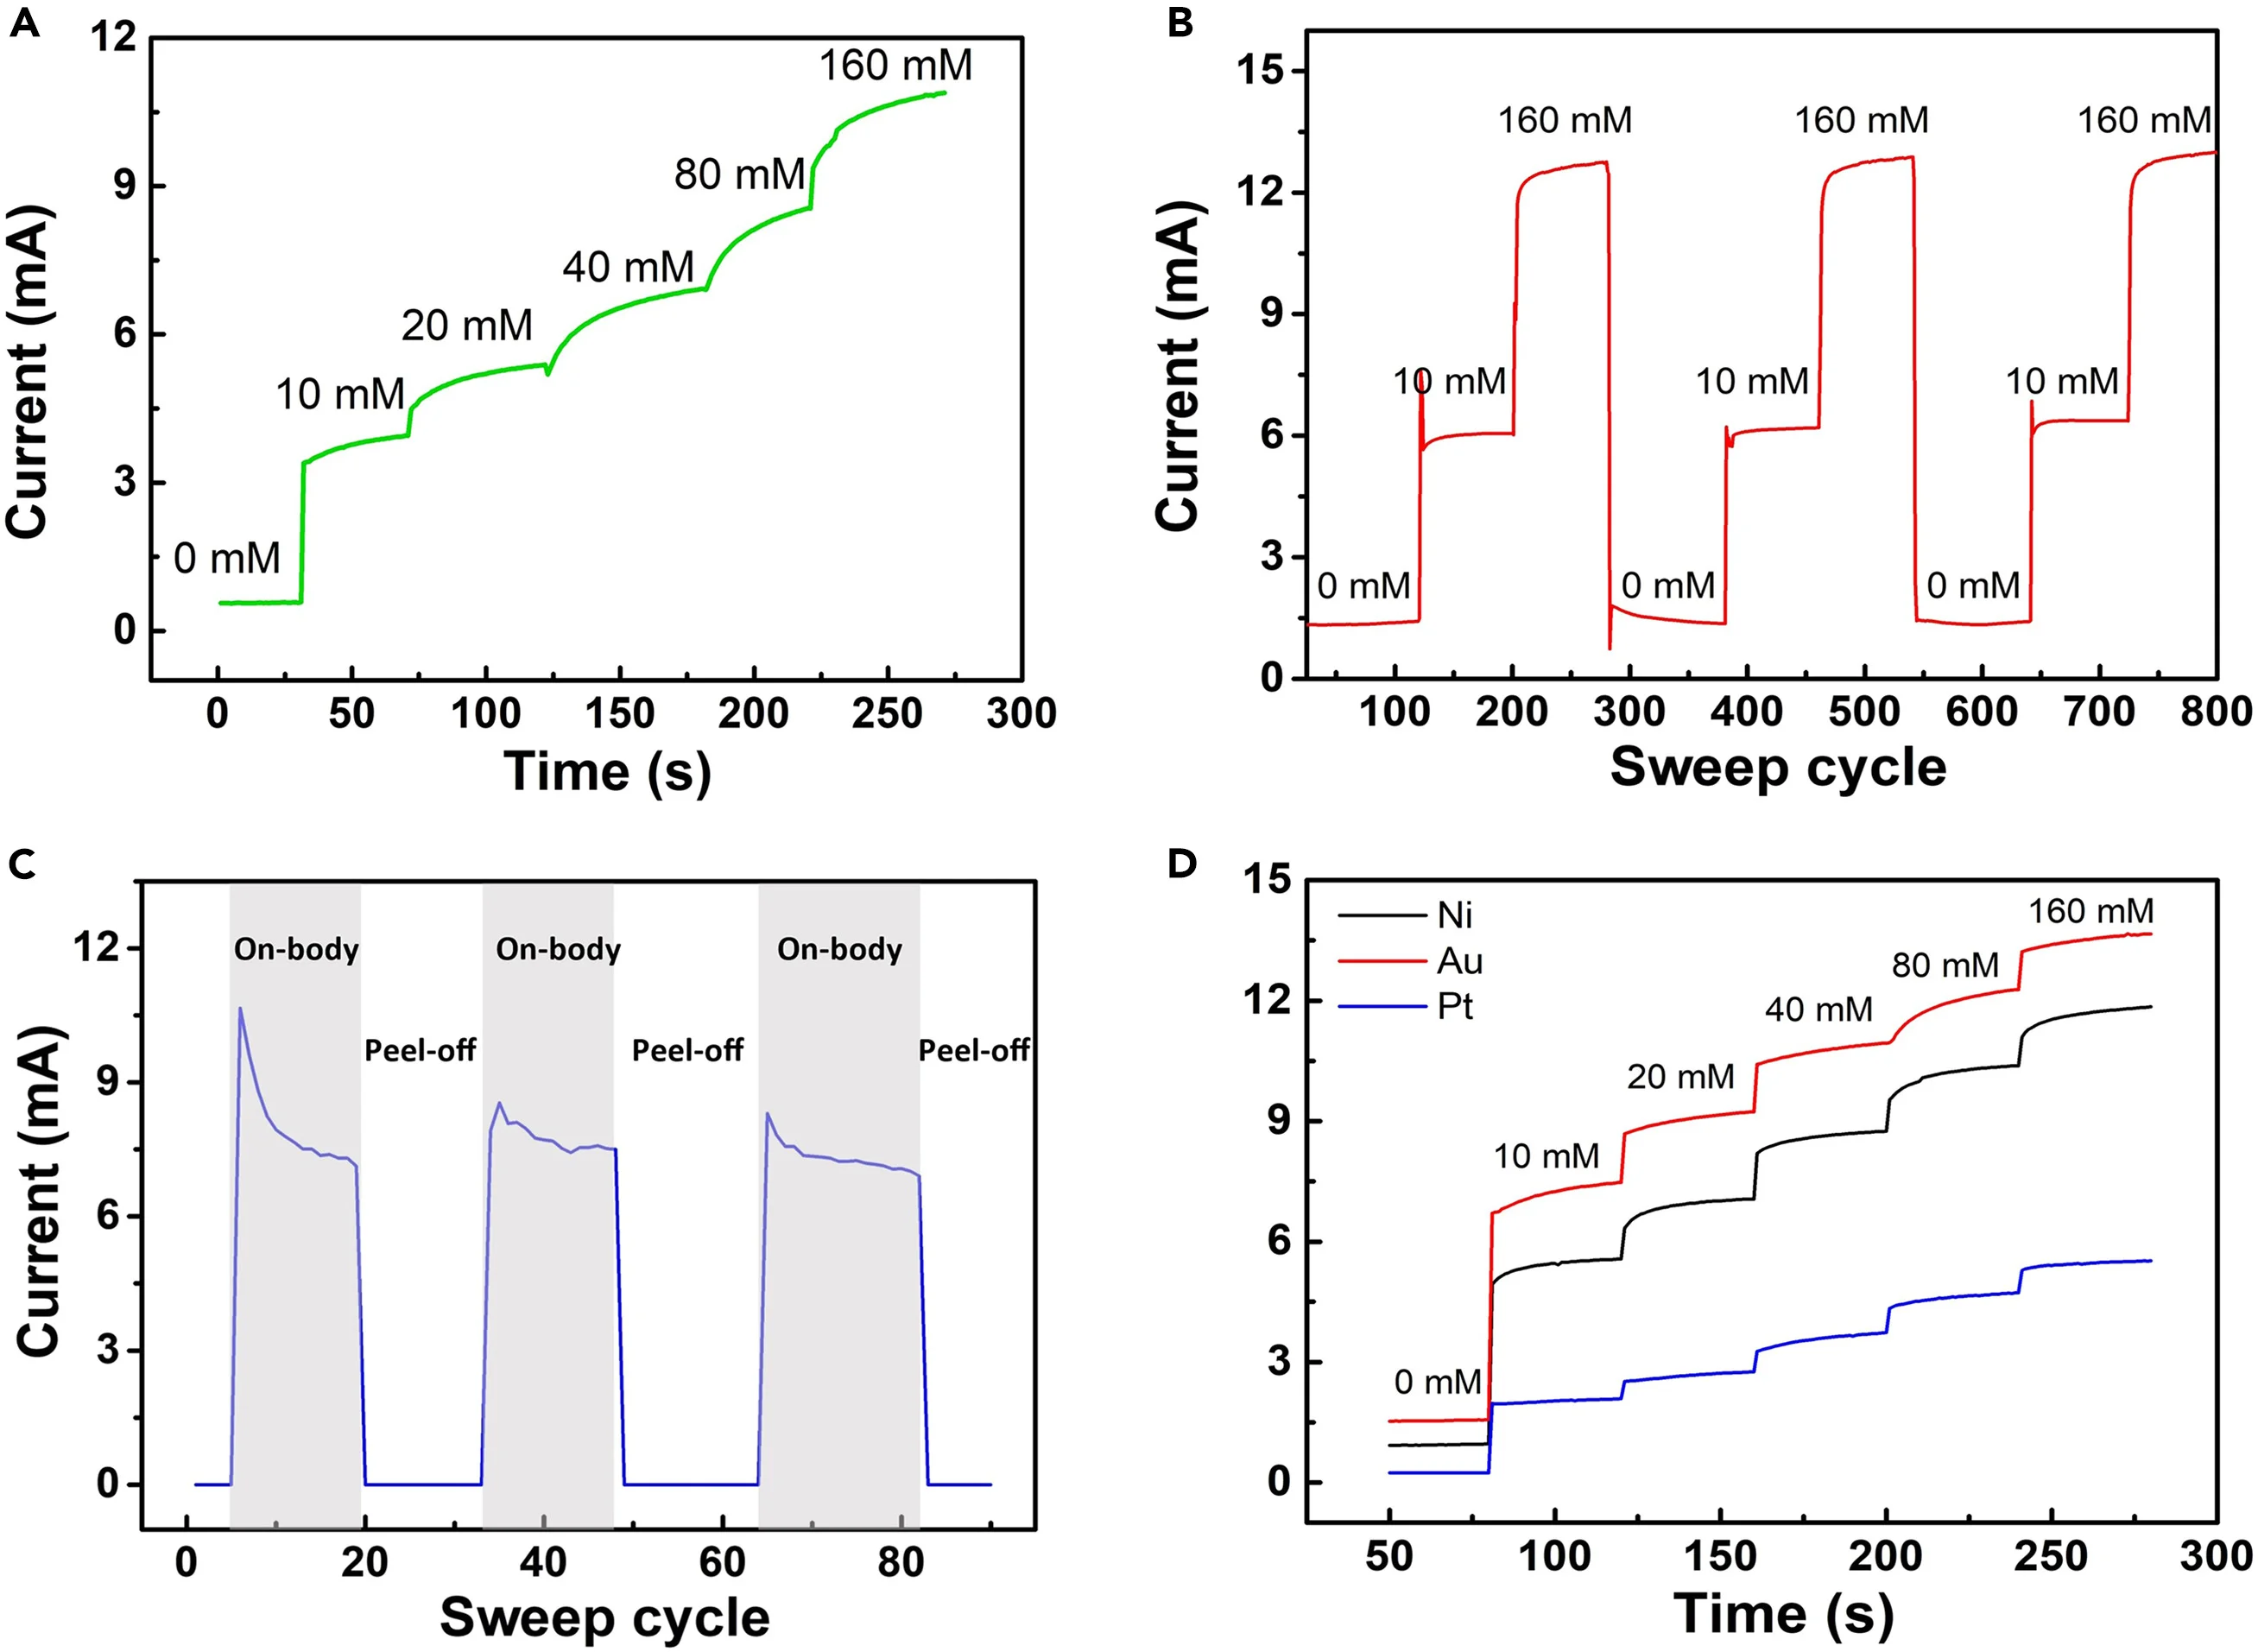 A
12
9
6
3
0
Current (mA)
0 mM
10 mM
20 mM
40 mM
80 mM
160 mM
0 50 100 150 200 250 300
Time (s)
B
15
12
9
6
3
0
Current (mA)
160 mM 160 mM 160 mM
10 mM 10 mM 10 mM
0 mM 0 mM 0 mM
100 200 300 400 500 600 700 800
Sweep cycle
C
12
9
6
3
0
Current (mA)
On-body On-body On-body
Peel-off Peel-off Peel-off
0 20 40 60 80
Sweep cycle
D
15
12
9
6
3
0
Current (mA)
Ni
Au
Pt
0 mM
10 mM
20 mM
40 mM
80 mM
160 mM
50 100 150 200 250 300
Time (s)